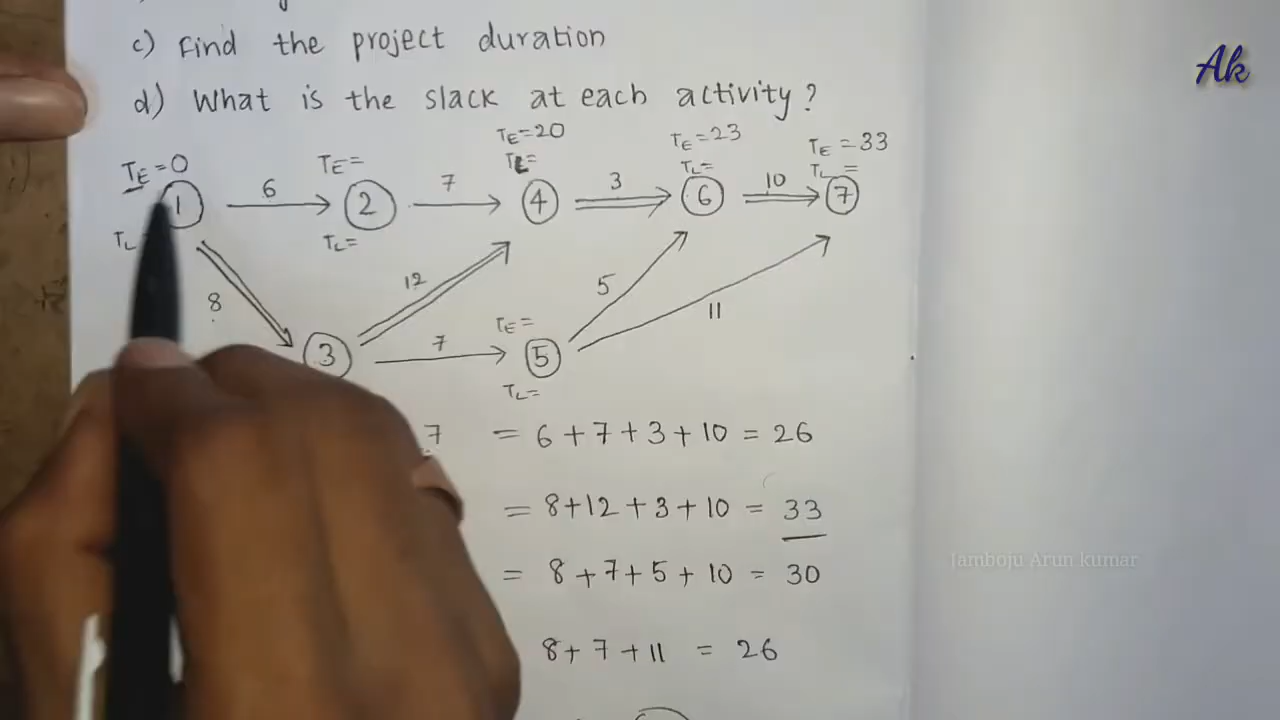 c) Find the project duration
d) What is the slack at each activity?
Ak
TE=0 TE= TE=20 TE=23 TE=33
TL= TL= TL=
1 6 2 7 4 3 6 10 7
TL TL=
8 12 5 11
TE=
3 7 5
TL=
7 = 6+7+3+10 = 26
= 8+12+3+10 = 33
= 8+7+5+10 = 30
8+7+11 = 26
Iamboju Arun kumar